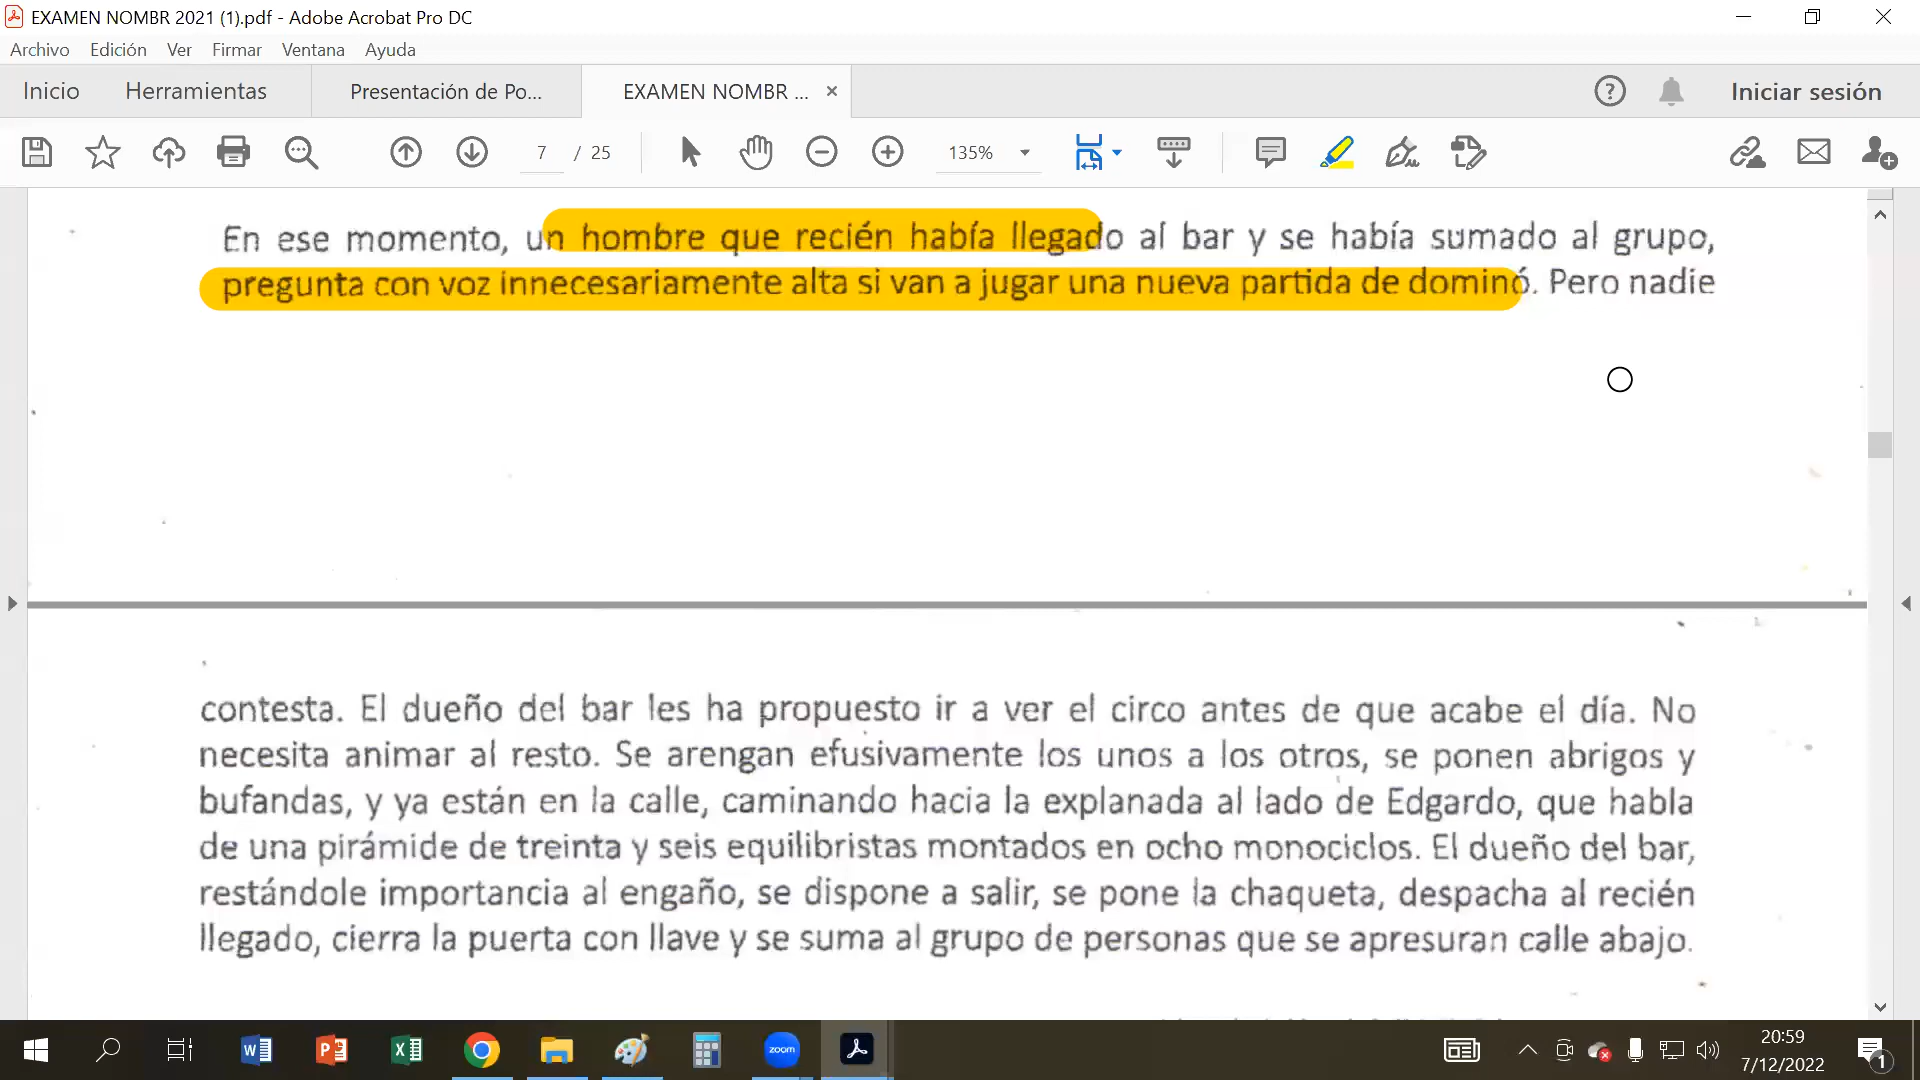 EXAMEN NOMBR 2021 (1).pdf - Adobe Acrobat Pro DC
Archivo Edición Ver Firmar Ventana Ayuda
Inicio Herramientas Presentación de Po... EXAMEN NOMBR ... × Iniciar sesión
7 / 25 135%
En ese momento, un hombre que recién había llegado al bar y se había sumado al grupo,
pregunta con voz innecesariamente alta si van a jugar una nueva partida de dominó. Pero nadie
contesta. El dueño del bar les ha propuesto ir a ver el circo antes de que acabe el día. No
necesita animar al resto. Se arengan efusivamente los unos a los otros, se ponen abrigos y
bufandas, y ya están en la calle, caminando hacia la explanada al lado de Edgardo, que habla
de una pirámide de treinta y seis equilibristas montados en ocho monociclos. El dueño del bar,
restándole importancia al engaño, se dispone a salir, se pone la chaqueta, despacha al recién
llegado, cierra la puerta con llave y se suma al grupo de personas que se apresuran calle abajo.
zoom
20:59
7/12/2022
1